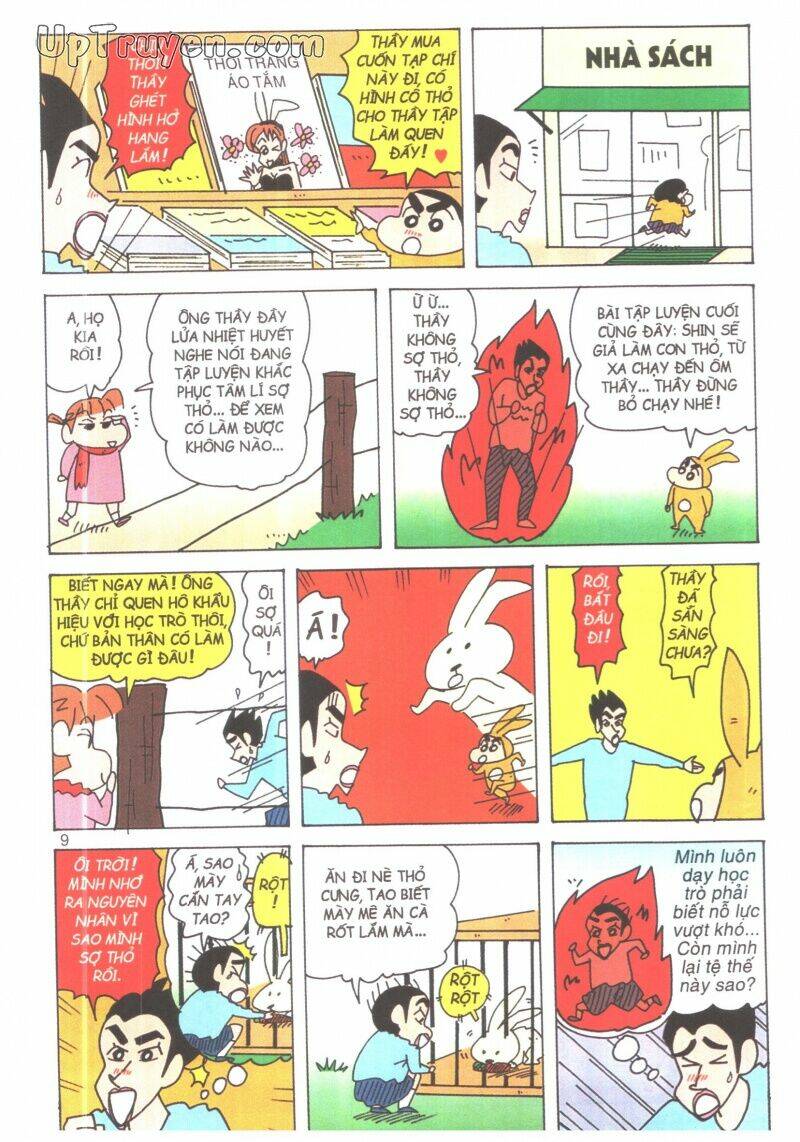 UpTruyen.com
NHÀ SÁCH
THẦY MUA
CUỐN TẠP CHÍ
NÀY ĐI, CÓ
HÌNH CÔ THỎ
CHO THẦY TẬP
LÀM QUEN
ĐẤY!
THỜI TRANG
ÁO TẮM
THÔI!
THẦY
GHÉT
HÌNH HỞ
HANG
LẮM!
BÀI TẬP LUYỆN CUỐI
CÙNG ĐÂY: SHIN SẼ
GIẢ LÀM CON THỎ, TỪ
XA CHẠY ĐẾN ÔM
THẦY... THẦY ĐỪNG
BỎ CHẠY NHÉ!
Ừ Ừ...
THẦY
KHÔNG
SỢ THỎ,
THẦY
KHÔNG
SỢ THỎ...
ÔNG THẦY ĐẦY
LỬA NHIỆT HUYẾT
NGHE NÓI ĐANG
TẬP LUYỆN KHẮC
PHỤC TÂM LÍ SỢ
THỎ... ĐỂ XEM
CÓ LÀM ĐƯỢC
KHÔNG NÀO...
A, HỌ
KIA
RỒI!
THẦY
ĐÃ
SẴN
SÀNG
CHƯA?
RỒI,
BẮT
ĐẦU
ĐI!
Á!
ÔI
SỢ
QUÁ!
BIẾT NGAY MÀ! ÔNG
THẦY CHỈ QUEN HÔ KHẨU
HIỆU VỚI HỌC TRÒ THÔI,
CHỨ BẢN THÂN CÓ LÀM
ĐƯỢC GÌ ĐÂU!
9
Mình luôn
dạy học
trò phải
biết nỗ lực
vượt khó...
Còn mình
lại tệ thế
này sao?
ĂN ĐI NÈ THỎ
CƯNG, TAO BIẾT
MÀY MÊ ĂN CÀ
RỐT LẮM MÀ...
RỘT
RỘT
RỘT
!
Á, SAO
MÀY
CẮN TAY
TAO?
ỐI TRỜI!
MÌNH NHỚ
RA NGUYÊN
NHÂN VÌ
SAO MÌNH
SỢ THỎ
RỒI.